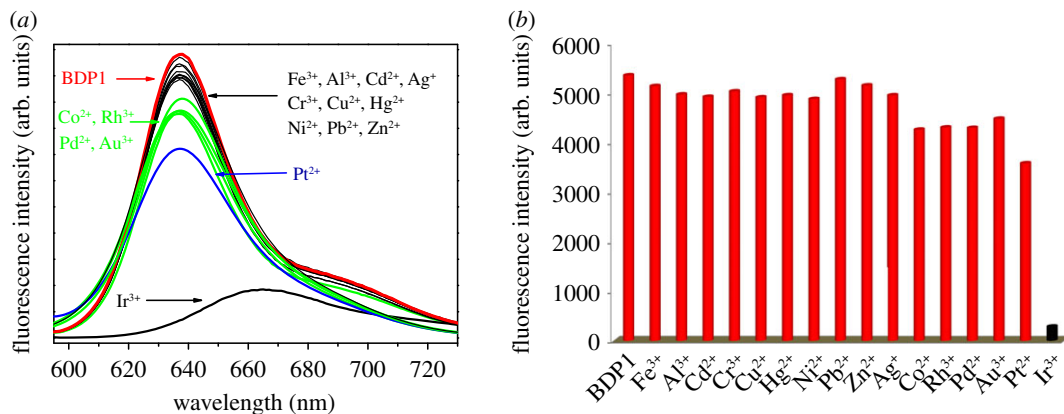 (a)
fluorescence intensity (arb. units)
BDP1
Fe³⁺, Al³⁺, Cd²⁺, Ag⁺
Cr³⁺, Cu²⁺, Hg²⁺
Ni²⁺, Pb²⁺, Zn²⁺
Co²⁺, Rh³⁺
Pd²⁺, Au³⁺
Pt²⁺
Ir³⁺
600 620 640 660 680 700 720
wavelength (nm)
(b)
fluorescence intensity (arb. units)
6000
5000
4000
3000
2000
1000
0
BDP1 Fe³⁺ Al³⁺ Cd²⁺ Cr³⁺ Cu²⁺ Hg²⁺ Ni²⁺ Pb²⁺ Zn²⁺ Ag⁺ Co²⁺ Rh³⁺ Pd²⁺ Au³⁺ Pt²⁺ Ir³⁺